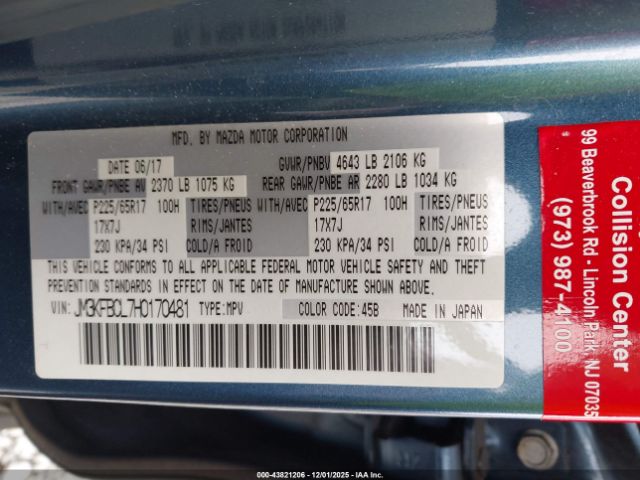 MFD. BY MAZDA MOTOR CORPORATION
DATE 06/17 GVWR/PNBV 4643 LB 2106 KG
FRONT GAWR/PNBE AV 2370 LB 1075 KG REAR GAWR/PNBE AR 2280 LB 1034 KG
WITH/AVEC P225/65R17 100H TIRES/PNEUS WITH/AVEC P225/65R17 100H TIRES/PNEUS
17X7J RIMS/JANTES 17X7J RIMS/JANTES
230 KPA/34 PSI COLD/A FROID 230 KPA/34 PSI COLD/A FROID
THIS VEHICLE CONFORMS TO ALL APPLICABLE FEDERAL MOTOR VEHICLE SAFETY AND THEFT
PREVENTION STANDARDS IN EFFECT ON THE DATE OF MANUFACTURE SHOWN ABOVE.
VIN: JM3KFBCL7H0170481 TYPE: MPV COLOR CODE: 45B MADE IN JAPAN
Collision Center
99 Beaverbrook Rd - Lincoln Park, NJ 07035
(973) 987-4100
00-43821206 - 12/01/2025 - IAA Inc.